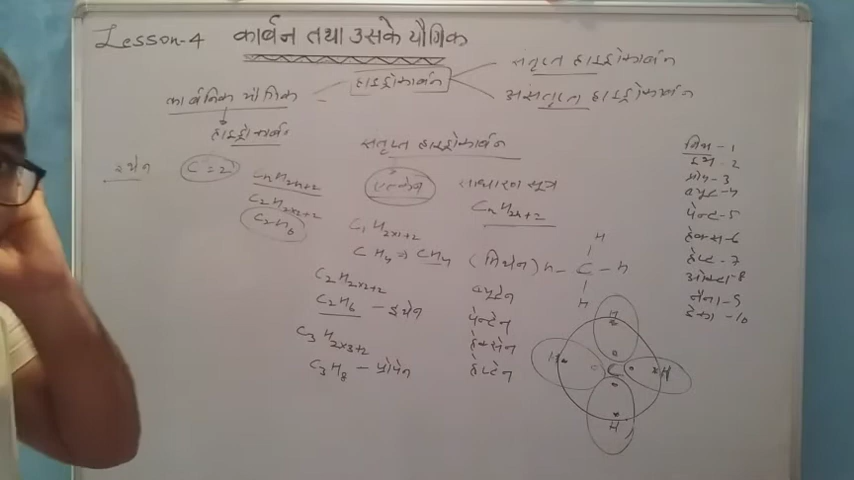 Lesson-4 कार्बन तथा उसके यौगिक
कार्बनिक यौगिक
हाइड्रोकार्बन
संतृप्त हाइड्रोकार्बन
असंतृप्त हाइड्रोकार्बन
हाइड्रोकार्बन
इथेन
C = 2
CnH2n+2
C2H2x2+2
C2H6
संतृप्त हाइड्रोकार्बन
एल्केन
साधारण सूत्र
CnH2n+2
C1H2x1+2
CH4 => CH4 (मिथेन)
C2H2x2+2
C2H6 - इथेन
C3H2x3+2
C3H8 - प्रोपेन
ब्युटेन
पेन्टेन
हेक्सेन
हेप्टेन
H
H - C - H
H
H
H C H
H
मिथ - 1
इथ - 2
प्रोप - 3
ब्युट - 4
पेन्ट - 5
हेक्स - 6
हेप्ट - 7
ऑक्टा - 8
नोना - 9
डेका - 10